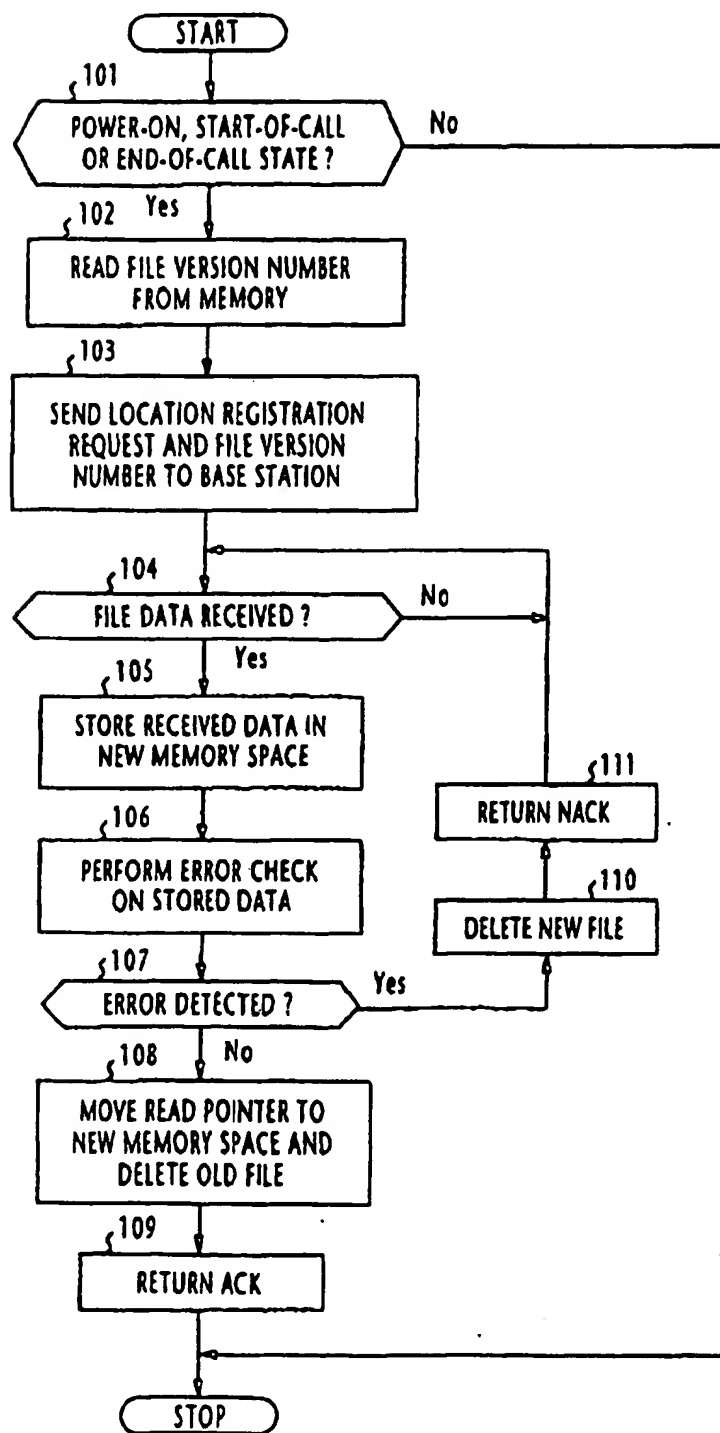 START
101
POWER-ON, START-OF-CALL
OR END-OF-CALL STATE ?
No
Yes
102
READ FILE VERSION NUMBER
FROM MEMORY
103
SEND LOCATION REGISTRATION
REQUEST AND FILE VERSION
NUMBER TO BASE STATION
104
FILE DATA RECEIVED ?
No
Yes
105
STORE RECEIVED DATA IN
NEW MEMORY SPACE
111
RETURN NACK
106
PERFORM ERROR CHECK
ON STORED DATA
110
DELETE NEW FILE
107
ERROR DETECTED ?
Yes
No
108
MOVE READ POINTER TO
NEW MEMORY SPACE AND
DELETE OLD FILE
109
RETURN ACK
STOP